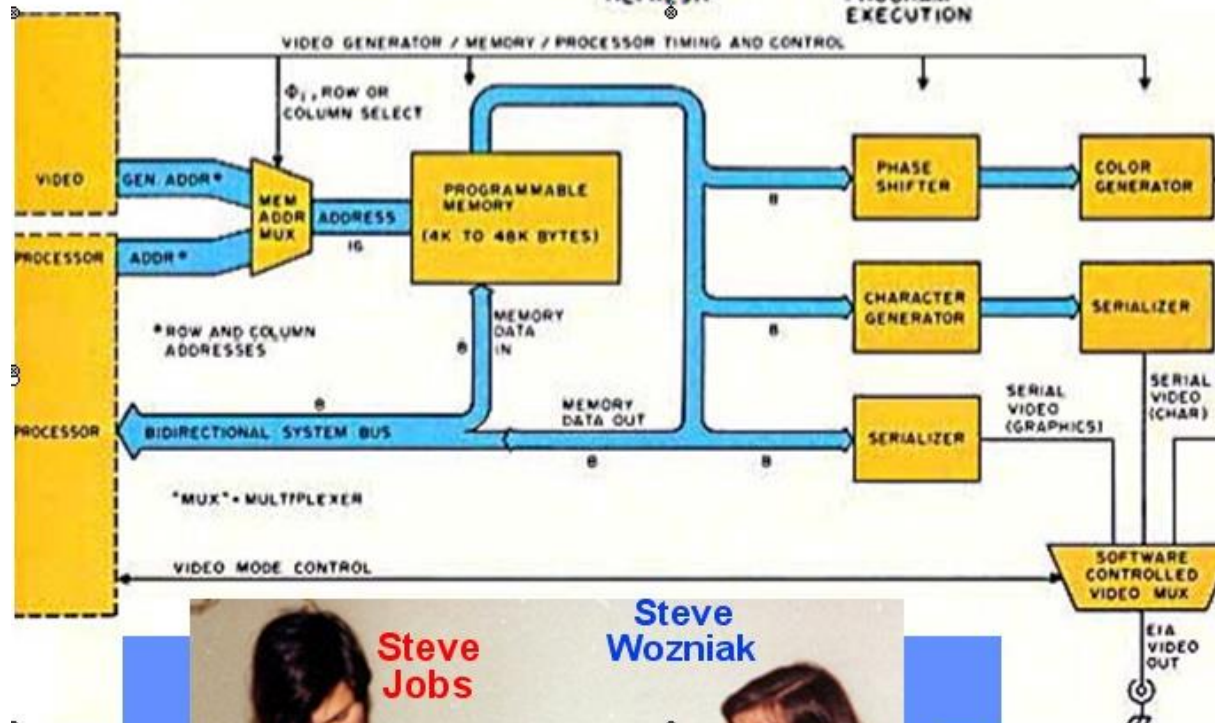 EXECUTION
VIDEO GENERATOR / MEMORY / PROCESSOR TIMING AND CONTROL
Φ₁, ROW OR
COLUMN SELECT
VIDEO
GEN. ADDR*
MEM
ADDR
MUX
ADDRESS
16
PROGRAMMABLE
MEMORY
(4K TO 48K BYTES)
8
PHASE
SHIFTER
COLOR
GENERATOR
PROCESSOR
ADDR*
*ROW AND COLUMN
ADDRESSES
8
MEMORY
DATA
IN
8
CHARACTER
GENERATOR
SERIALIZER
PROCESSOR
8
BIDIRECTIONAL SYSTEM BUS
MEMORY
DATA OUT
8
8
SERIALIZER
SERIAL
VIDEO
(GRAPHICS)
SERIAL
VIDEO
(CHAR)
"MUX" = MULTIPLEXER
VIDEO MODE CONTROL
SOFTWARE
CONTROLLED
VIDEO MUX
EIA
VIDEO
OUT
Steve
Jobs
Steve
Wozniak